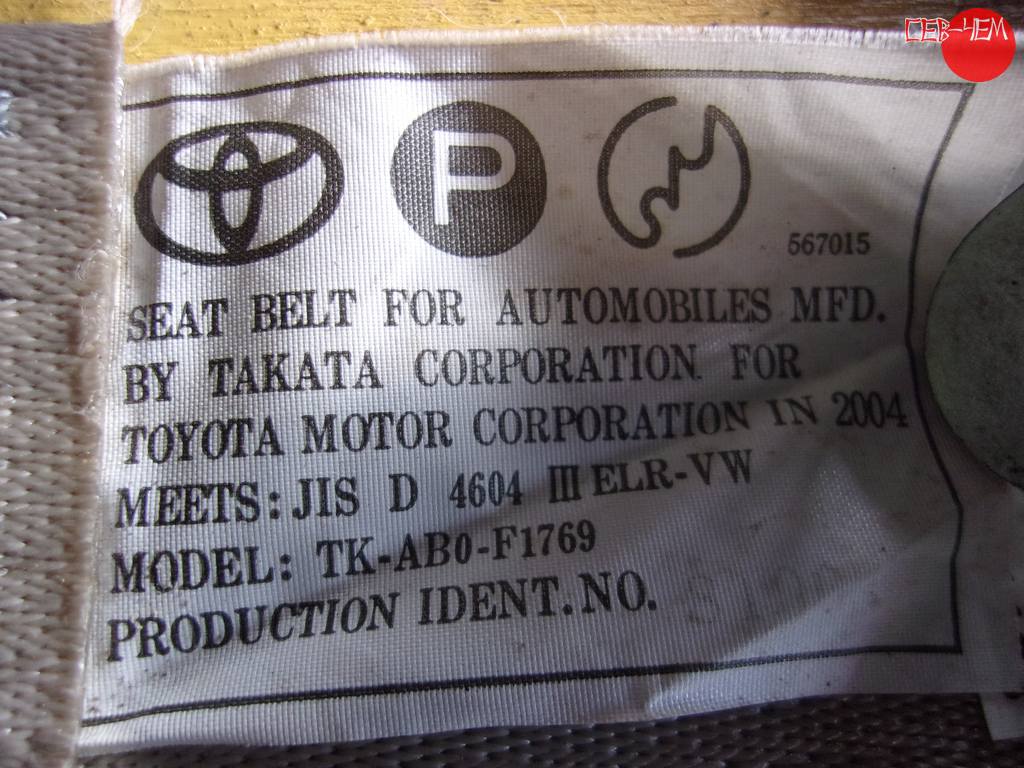 CEB-4EM
P
567015
SEAT BELT FOR AUTOMOBILES MFD.
BY TAKATA CORPORATION FOR
TOYOTA MOTOR CORPORATION IN 2004
MEETS: JIS D 4604 III ELR-VW
MODEL: TK-AB0-F1769
PRODUCTION IDENT. NO.